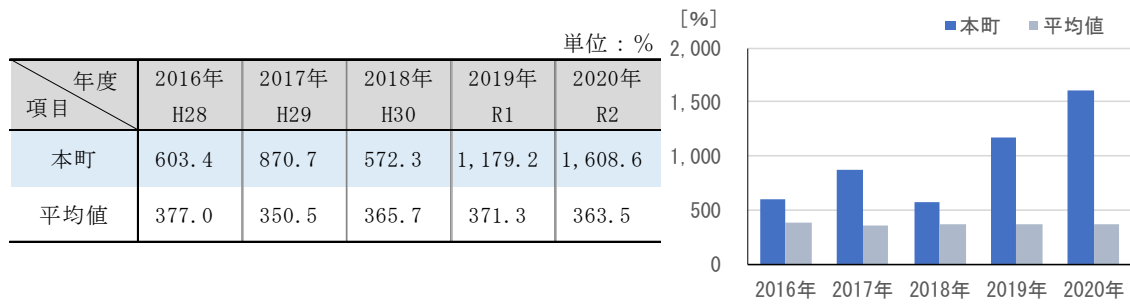 単位：％
年度
項目
2016年 2017年 2018年 2019年 2020年
H28 H29 H30 R1 R2
本町 603.4 870.7 572.3 1,179.2 1,608.6
平均値 377.0 350.5 365.7 371.3 363.5
［%］
本町 平均値
2,000
1,500
1,000
500
0
2016年 2017年 2018年 2019年 2020年